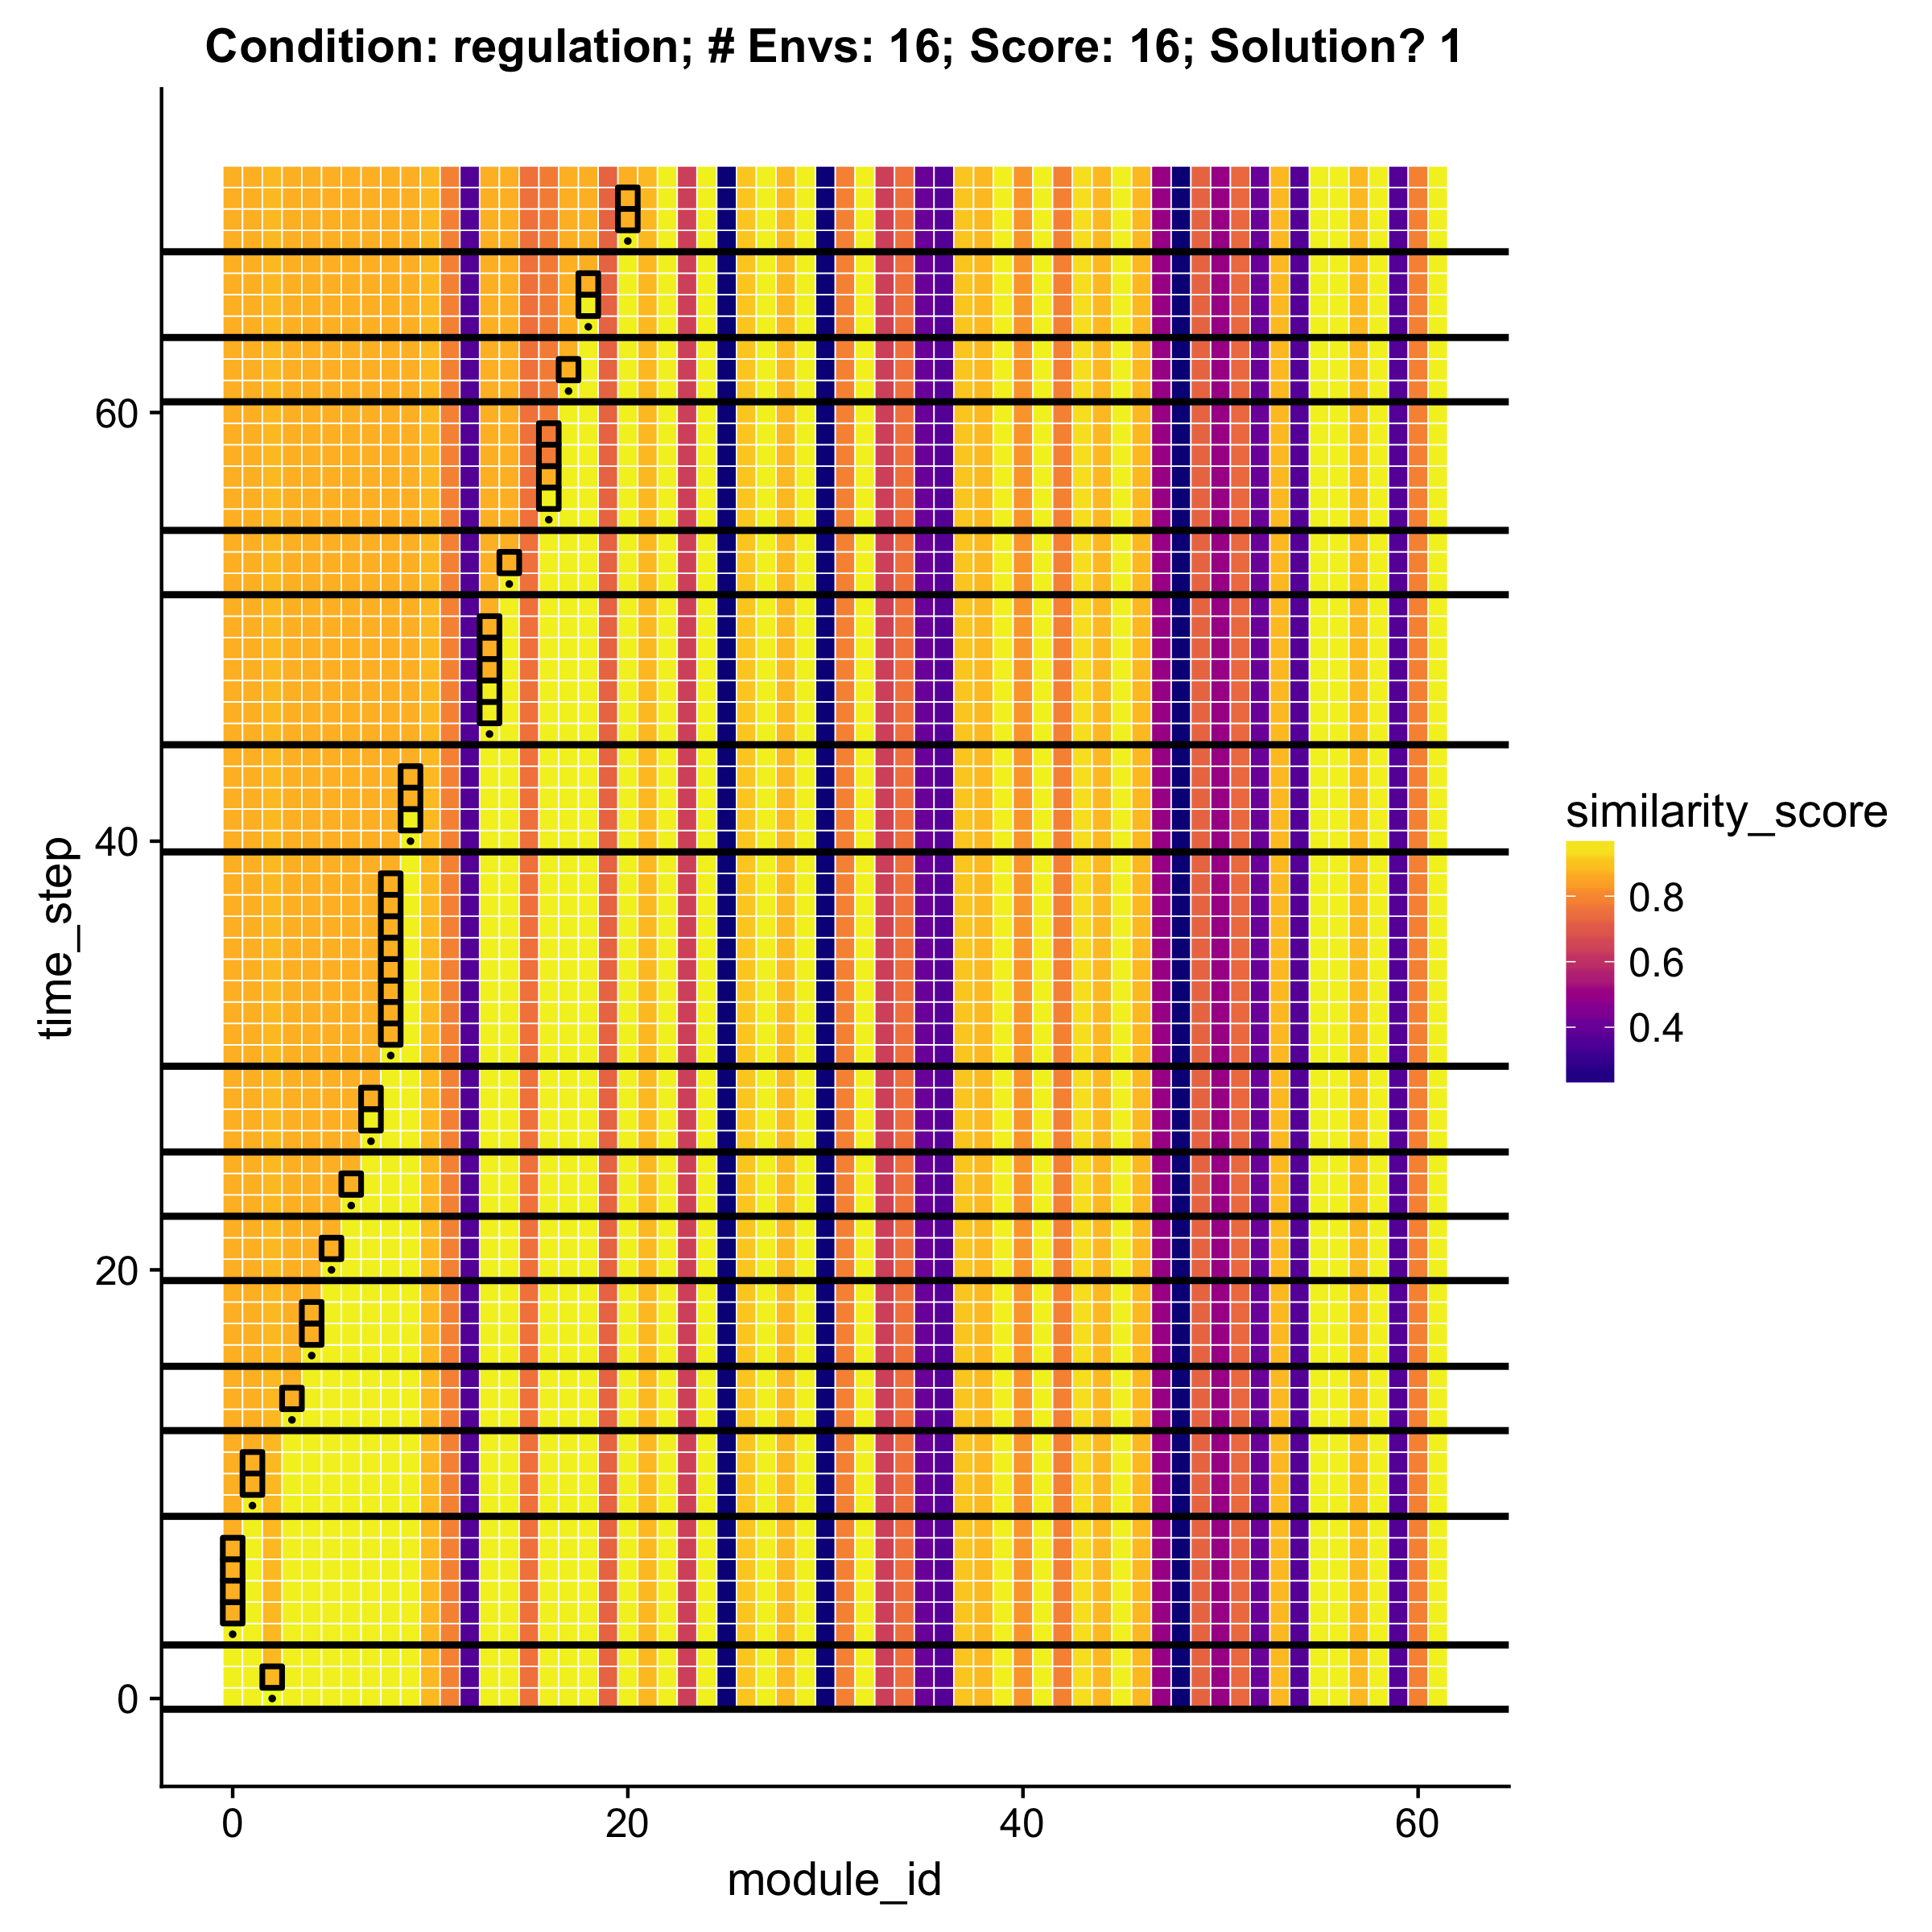 Condition: regulation; # Envs: 16; Score: 16; Solution? 1
time_step
60
40
20
0
0 20 40 60
module_id
similarity_score
0.8
0.6
0.4